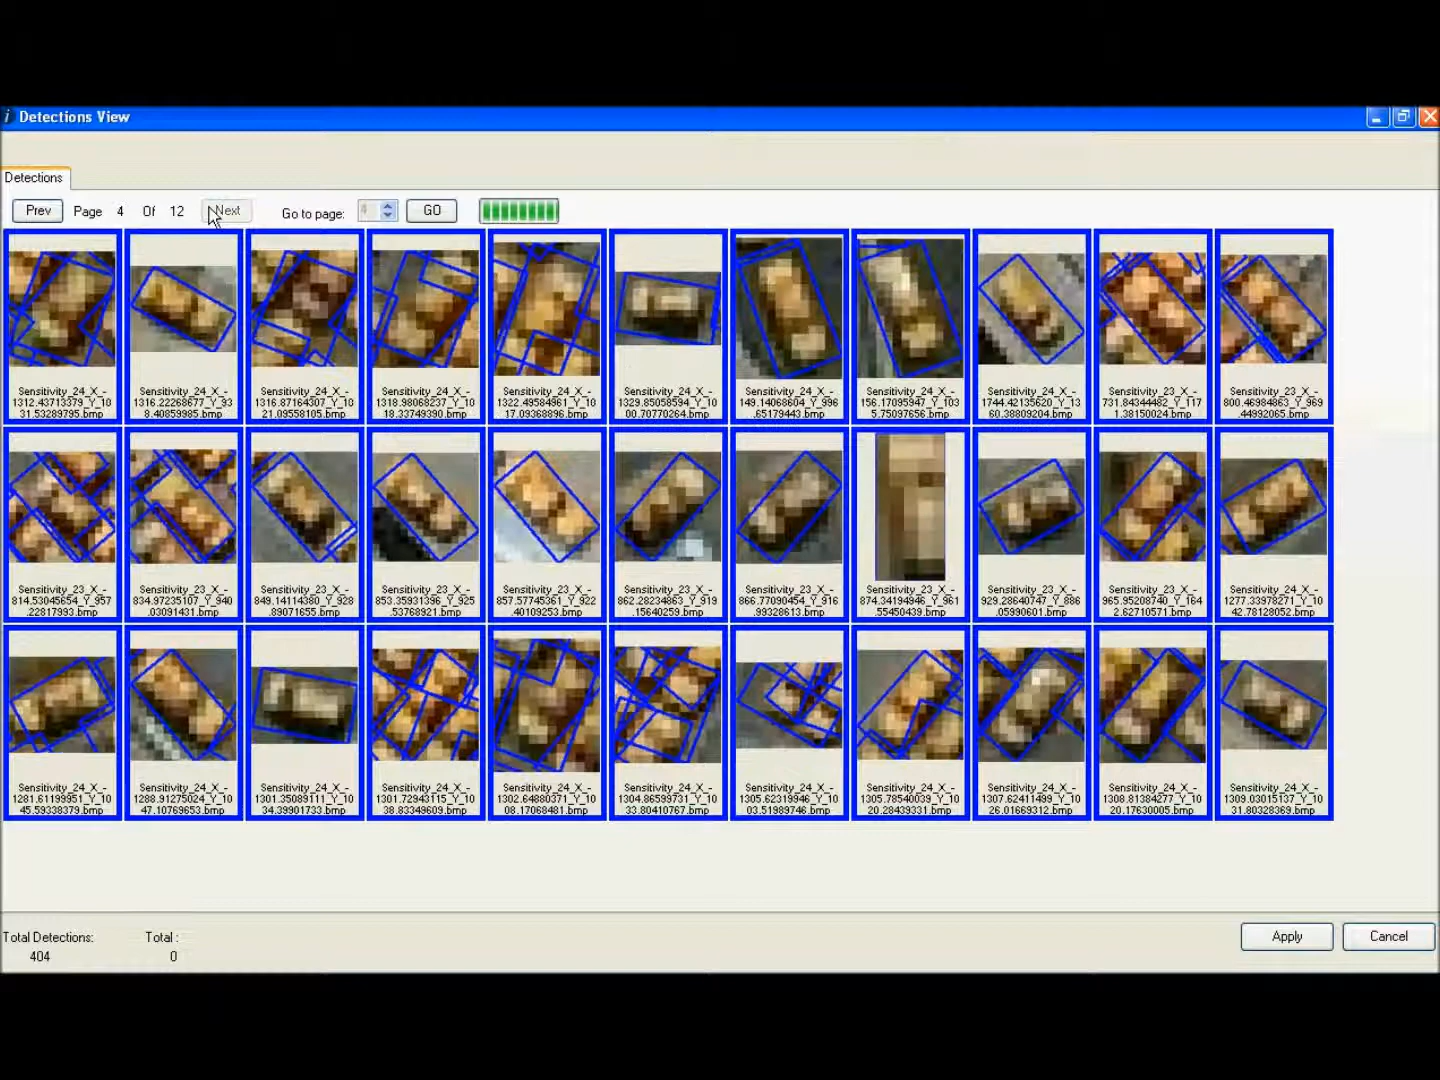 Detections View
Detections
Prev Page 4 Of 12 Next Go to page: 4 GO
Sensitivity_24_X_-
1312.43713379_Y_10
31.53289795.bmp
Sensitivity_24_X_-
1316.22268677_Y_93
8.40859985.bmp
Sensitivity_24_X_-
1316.87164307_Y_10
21.09558105.bmp
Sensitivity_24_X_-
1318.98068237_Y_10
18.33749390.bmp
Sensitivity_24_X_-
1322.49584961_Y_10
17.09368896.bmp
Sensitivity_24_X_-
1329.85058594_Y_10
00.70770264.bmp
Sensitivity_24_X_-
149.14068604_Y_996
.65179443.bmp
Sensitivity_24_X_-
156.17095947_Y_103
5.75097656.bmp
Sensitivity_24_X_-
1744.42135620_Y_13
60.38809204.bmp
Sensitivity_23_X_-
731.84344482_Y_117
1.38150024.bmp
Sensitivity_23_X_-
800.46984863_Y_969
.44992065.bmp
Sensitivity_23_X_-
814.53045654_Y_957
.22817993.bmp
Sensitivity_23_X_-
834.97235107_Y_940
.03091431.bmp
Sensitivity_23_X_-
849.14114380_Y_928
.89071655.bmp
Sensitivity_23_X_-
853.35931396_Y_925
.53768921.bmp
Sensitivity_23_X_-
857.57745361_Y_922
.40109253.bmp
Sensitivity_23_X_-
862.28234863_Y_919
.15640259.bmp
Sensitivity_23_X_-
866.77090454_Y_916
.99328613.bmp
Sensitivity_23_X_-
874.34194946_Y_961
.55450439.bmp
Sensitivity_23_X_-
929.28640747_Y_886
.05990601.bmp
Sensitivity_23_X_-
965.95208740_Y_164
2.62710571.bmp
Sensitivity_24_X_-
1277.33978271_Y_10
42.78128052.bmp
Sensitivity_24_X_-
1281.61199951_Y_10
45.59338379.bmp
Sensitivity_24_X_-
1288.91275024_Y_10
47.10769653.bmp
Sensitivity_24_X_-
1301.35089111_Y_10
34.39901733.bmp
Sensitivity_24_X_-
1301.72943115_Y_10
38.83349609.bmp
Sensitivity_24_X_-
1302.64880371_Y_10
08.17068481.bmp
Sensitivity_24_X_-
1304.86599731_Y_10
33.80410767.bmp
Sensitivity_24_X_-
1305.62319946_Y_10
03.51989746.bmp
Sensitivity_24_X_-
1305.78540039_Y_10
20.28439331.bmp
Sensitivity_24_X_-
1307.62411499_Y_10
26.01669312.bmp
Sensitivity_24_X_-
1308.81384277_Y_10
20.17630005.bmp
Sensitivity_24_X_-
1309.03015137_Y_10
31.80328369.bmp
Total Detections: Total :
404 0
Apply Cancel